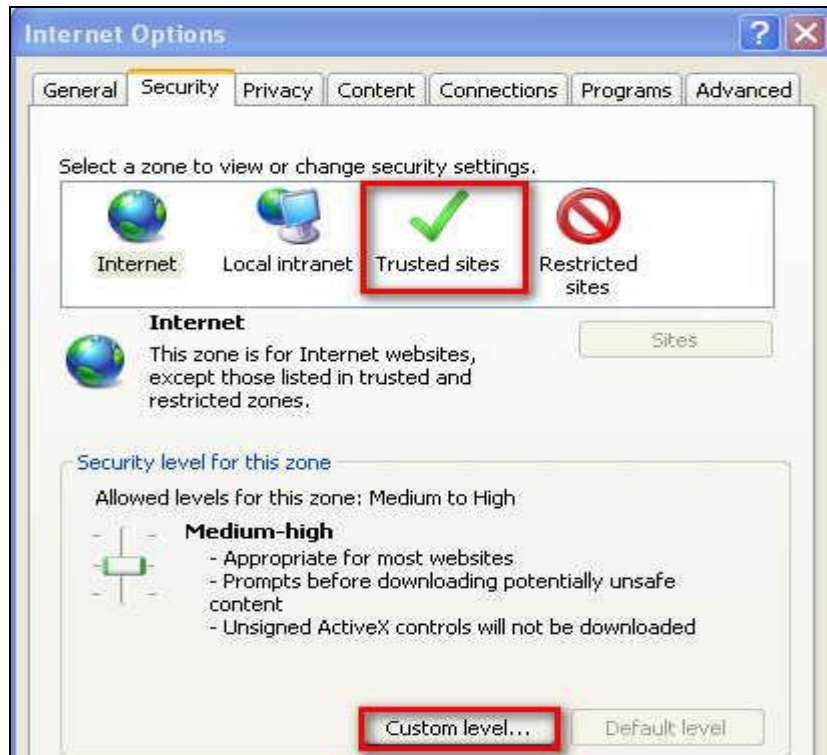 Internet Options
General Security Privacy Content Connections Programs Advanced
Select a zone to view or change security settings.
Internet Local intranet Trusted sites Restricted
sites
Internet
Sites
This zone is for Internet websites,
except those listed in trusted and
restricted zones.
Security level for this zone
Allowed levels for this zone: Medium to High
Medium-high
- Appropriate for most websites
- Prompts before downloading potentially unsafe
content
- Unsigned ActiveX controls will not be downloaded
Custom level... Default level